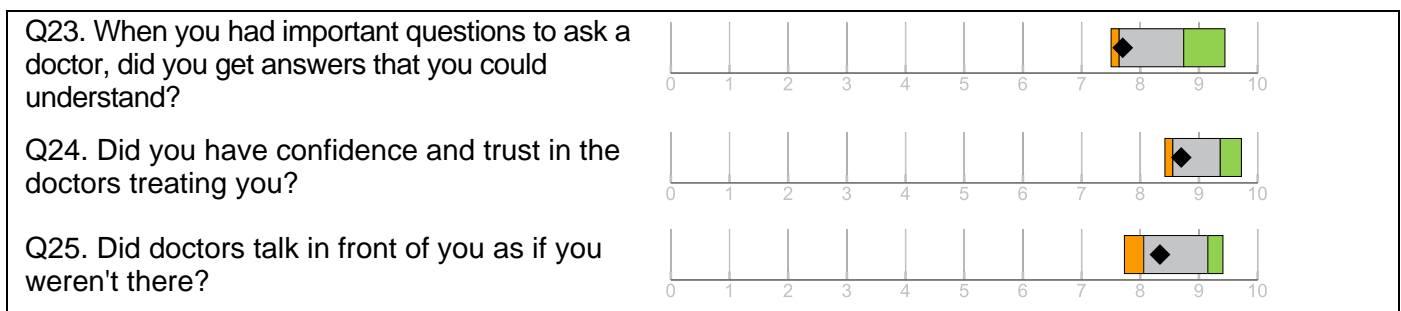 Q23. When you had important questions to ask a
doctor, did you get answers that you could
understand?
0 1 2 3 4 5 6 7 8 9 10
Q24. Did you have confidence and trust in the
doctors treating you?
0 1 2 3 4 5 6 7 8 9 10
Q25. Did doctors talk in front of you as if you
weren't there?
0 1 2 3 4 5 6 7 8 9 10